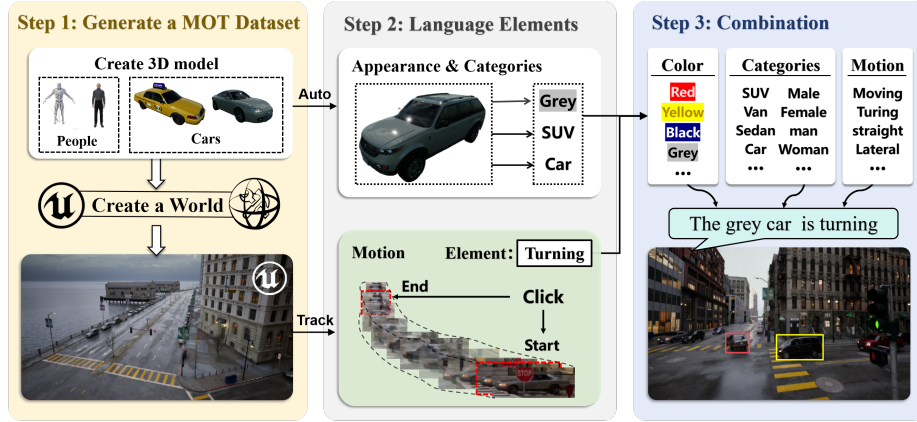 Step 1: Generate a MOT Dataset
Create 3D model
People
Cars
Create a World
Auto
Track
Step 2: Language Elements
Appearance & Categories
Grey
SUV
Car
Motion
Element: Turning
End
Click
Start
STOP
Step 3: Combination
Color
Red
Yellow
Black
Grey
...
Categories
SUV Male
Van Female
Sedan man
Car Woman
... ...
Motion
Moving
Turing
straight
Lateral
...
The grey car is turning